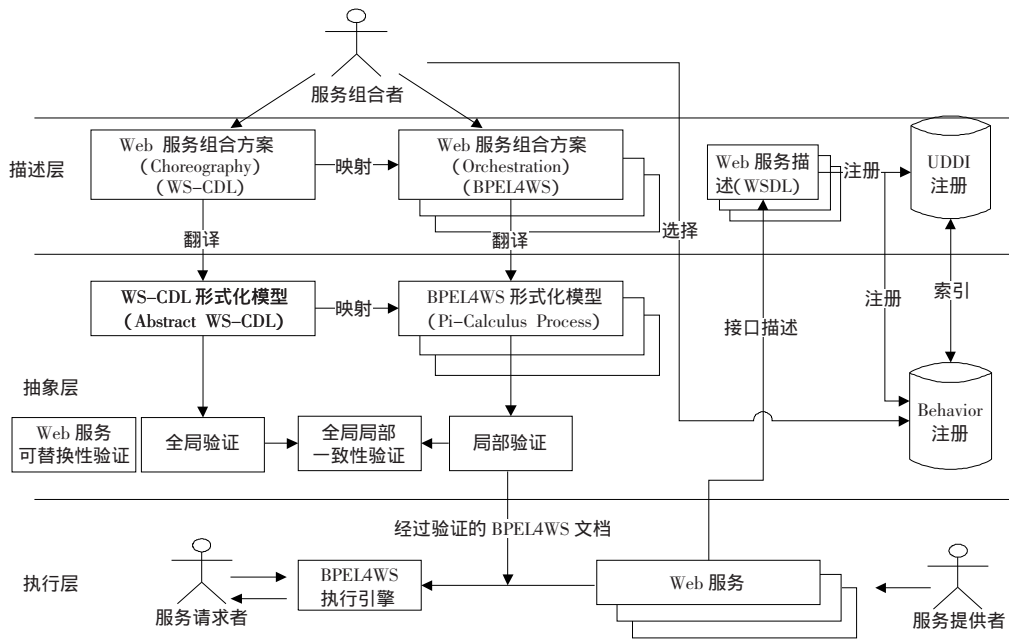 服务组合者
描述层
Web 服务组合方案
(Choreography)
(WS-CDL)
映射
Web 服务组合方案
(Orchestration)
(BPEL4WS)
Web 服务描
述(WSDL)
注册
UDDI
注册
翻译
翻译
选择
WS-CDL 形式化模型
(Abstract WS-CDL)
映射
BPEL4WS 形式化模型
(Pi-Calculus Process)
接口描述
注册
索引
抽象层
Web 服务
可替换性验证
全局验证
全局局部
一致性验证
局部验证
Behavior
注册
经过验证的 BPEL4WS 文档
执行层
服务请求者
BPEL4WS
执行引擎
Web 服务
服务提供者